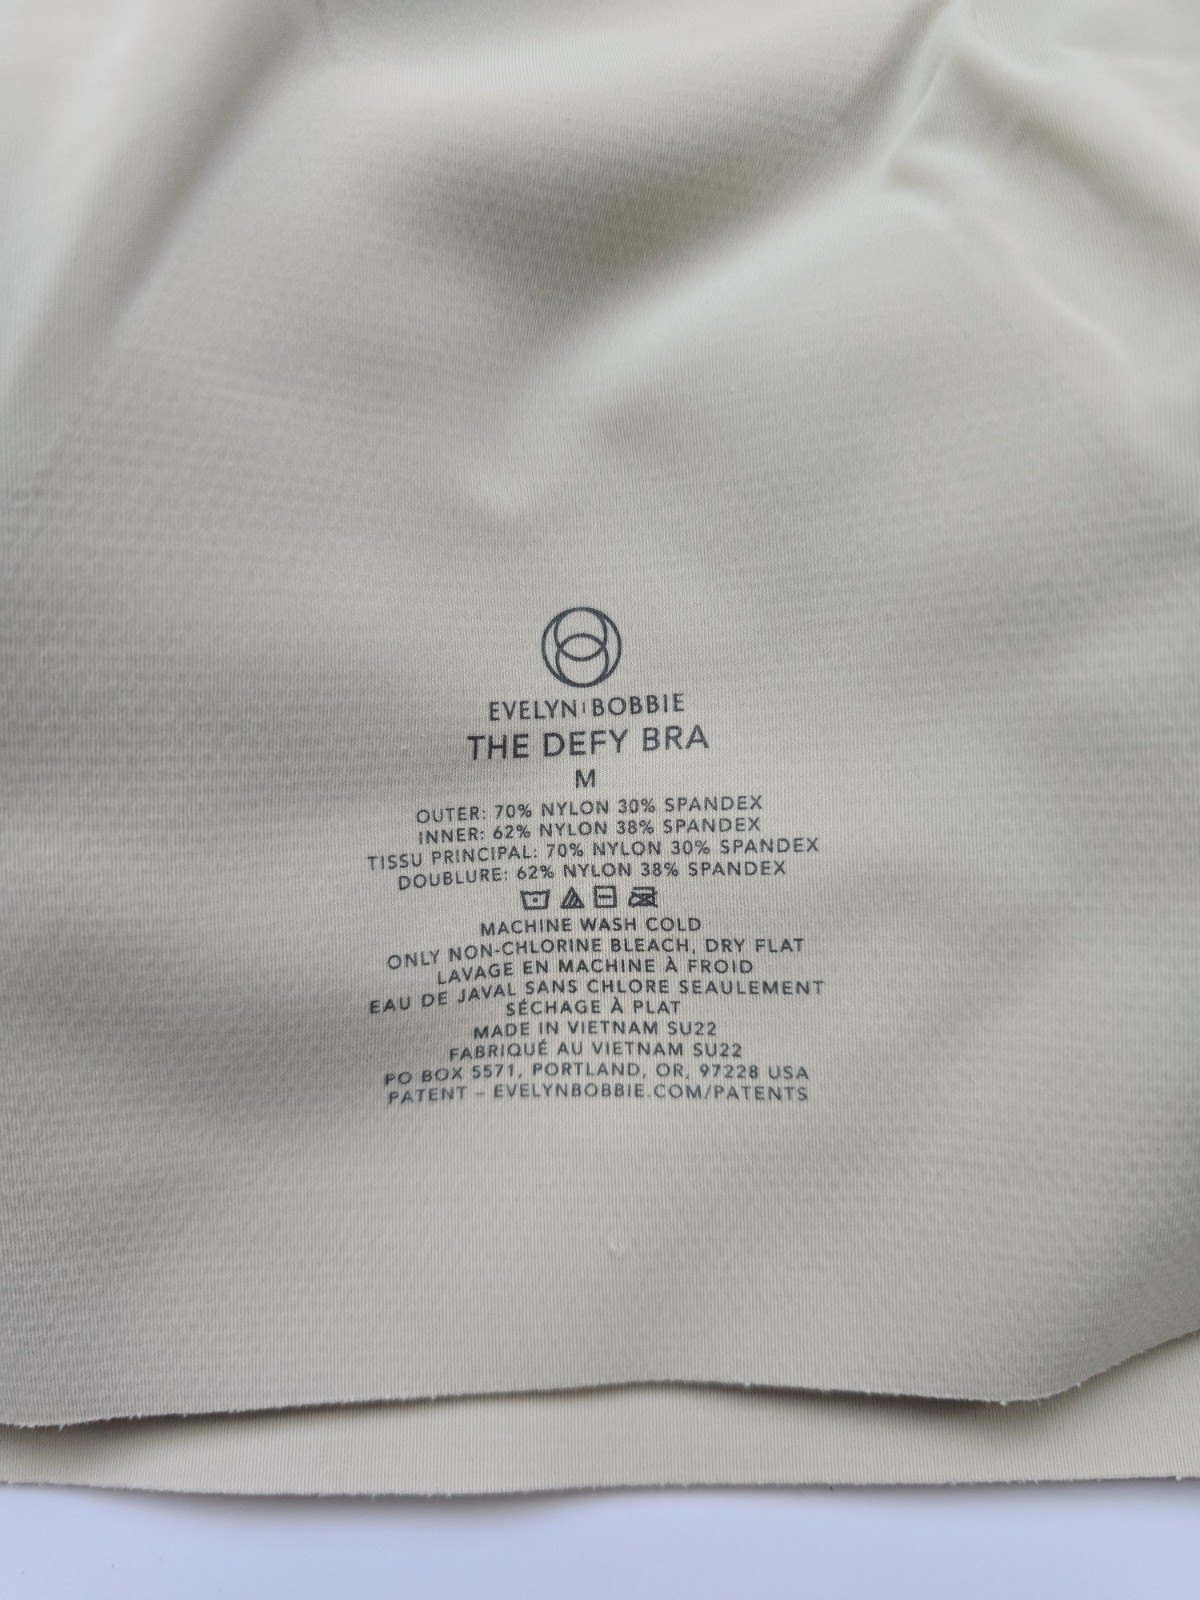 EVELYN|BOBBIE
THE DEFY BRA
M
OUTER: 70% NYLON 30% SPANDEX
INNER: 62% NYLON 38% SPANDEX
TISSU PRINCIPAL: 70% NYLON 30% SPANDEX
DOUBLURE: 62% NYLON 38% SPANDEX
MACHINE WASH COLD
ONLY NON-CHLORINE BLEACH, DRY FLAT
LAVAGE EN MACHINE À FROID
EAU DE JAVAL SANS CHLORE SEAULEMENT
SÉCHAGE À PLAT
MADE IN VIETNAM SU22
FABRIQUÉ AU VIETNAM SU22
PO BOX 5571, PORTLAND, OR, 97228 USA
PATENT – EVELYNBOBBIE.COM/PATENTS